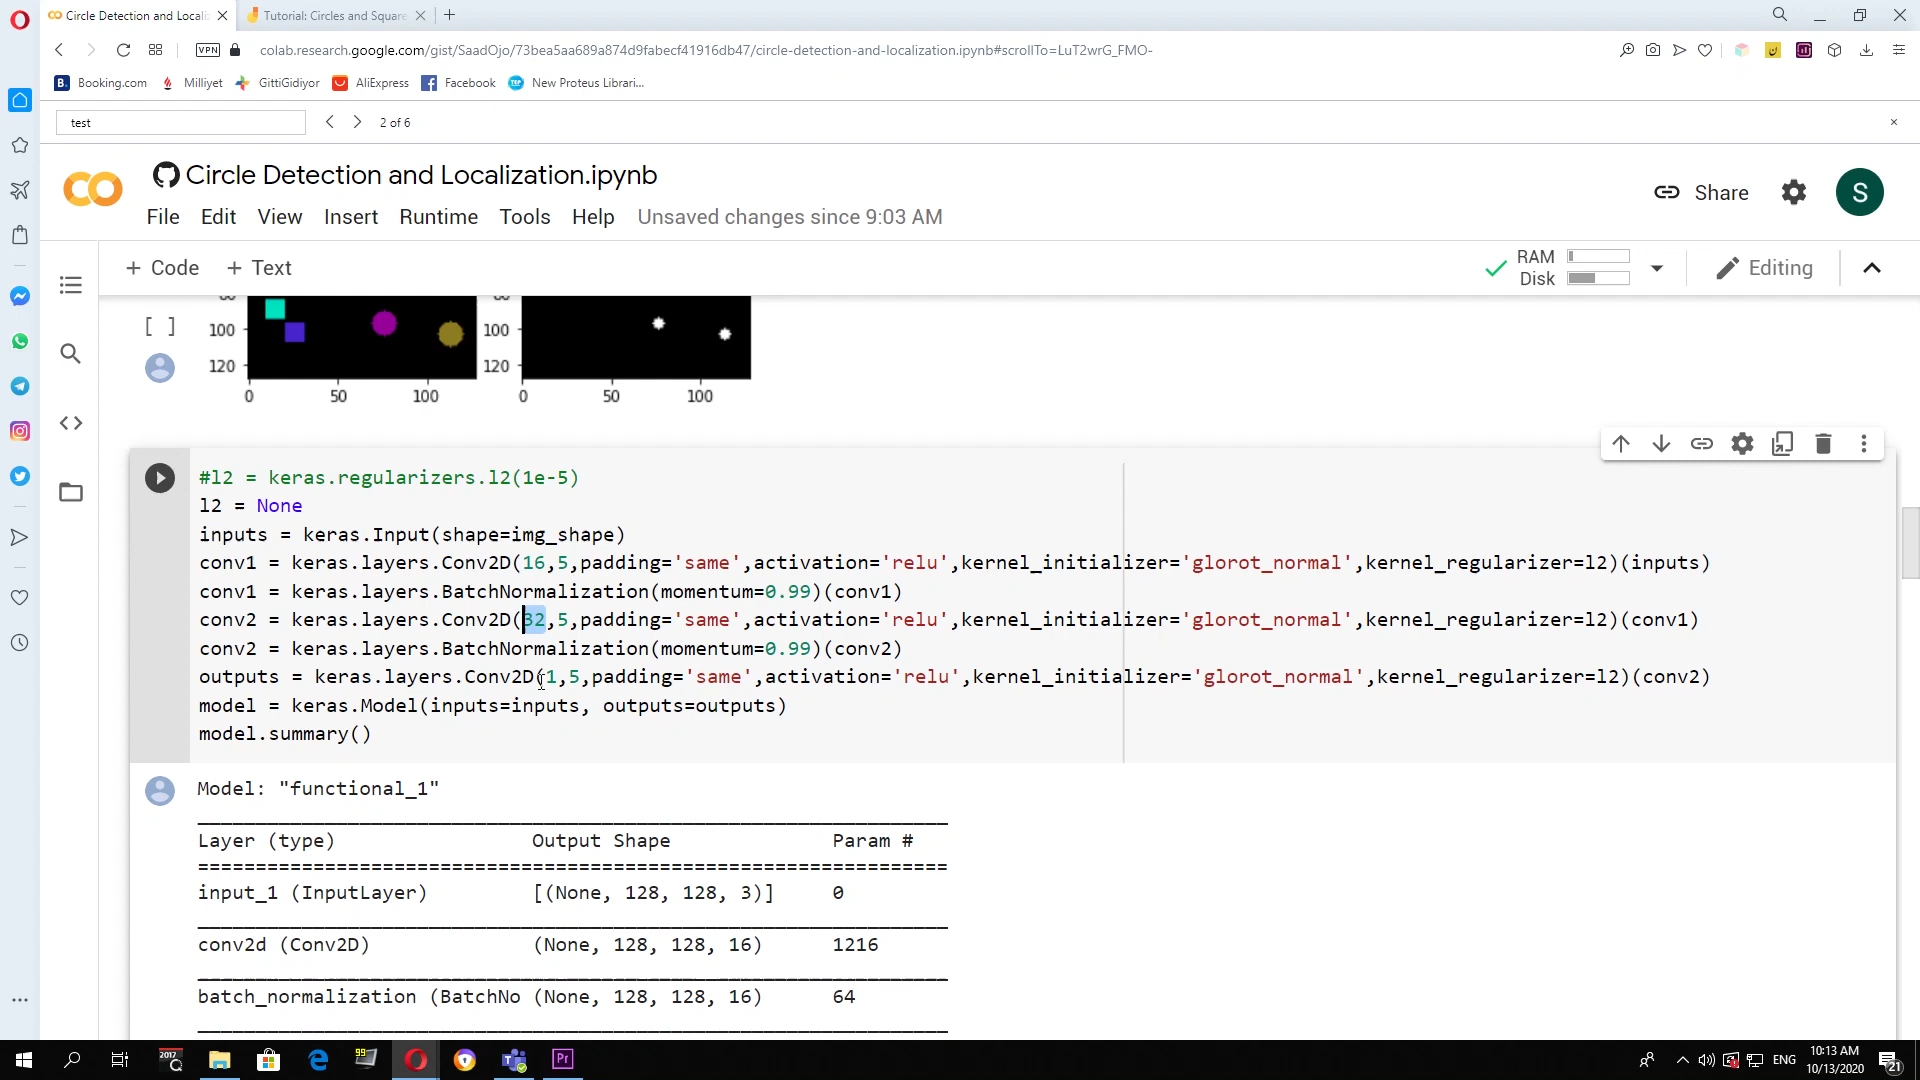 Circle Detection and Locali
Tutorial: Circles and Square
VPN
colab.research.google.com/gist/SaadOjo/73bea5aa689a874d9fabecf41916db47/circle-detection-and-localization.ipynb#scrollTo=LuT2wrG_FMO-
B. Booking.com Milliyet GittiGidiyor AliExpress Facebook New Proteus Librari...
test
2 of 6
Circle Detection and Localization.ipynb
Share
S
File Edit View Insert Runtime Tools Help Unsaved changes since 9:03 AM
+ Code + Text
RAM
Disk
Editing
[ ]
100 100
120 120
0 50 100 0 50 100
#l2 = keras.regularizers.l2(1e-5)
l2 = None
inputs = keras.Input(shape=img_shape)
conv1 = keras.layers.Conv2D(16,5,padding='same',activation='relu',kernel_initializer='glorot_normal',kernel_regularizer=l2)(inputs)
conv1 = keras.layers.BatchNormalization(momentum=0.99)(conv1)
conv2 = keras.layers.Conv2D(32,5,padding='same',activation='relu',kernel_initializer='glorot_normal',kernel_regularizer=l2)(conv1)
conv2 = keras.layers.BatchNormalization(momentum=0.99)(conv2)
outputs = keras.layers.Conv2D(1,5,padding='same',activation='relu',kernel_initializer='glorot_normal',kernel_regularizer=l2)(conv2)
model = keras.Model(inputs=inputs, outputs=outputs)
model.summary()
Model: "functional_1"
Layer (type) Output Shape Param #
=================================================================
input_1 (InputLayer) [(None, 128, 128, 3)] 0
conv2d (Conv2D) (None, 128, 128, 16) 1216
batch_normalization (BatchNo (None, 128, 128, 16) 64
2017
99
Pr
ENG
10:13 AM
10/13/2020
21